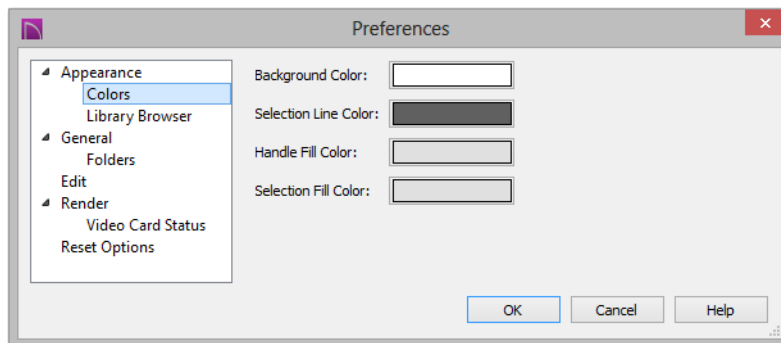 Preferences
Appearance
Colors
Library Browser
General
Folders
Edit
Render
Video Card Status
Reset Options
Background Color:
Selection Line Color:
Handle Fill Color:
Selection Fill Color:
OK Cancel Help